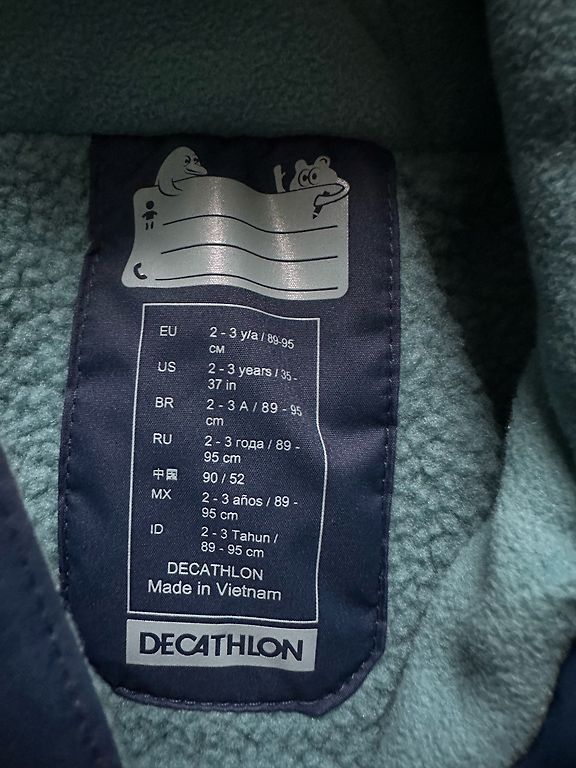 EU 2 - 3 y/a / 89-95
см
US 2 - 3 years / 35 -
37 in
BR 2 - 3 A / 89 - 95
cm
RU 2 - 3 года / 89 -
95 cm
中國 90 / 52
MX 2 - 3 años / 89 -
95 cm
ID 2 - 3 Tahun /
89 - 95 cm
DECATHLON
Made in Vietnam
DECATHLON